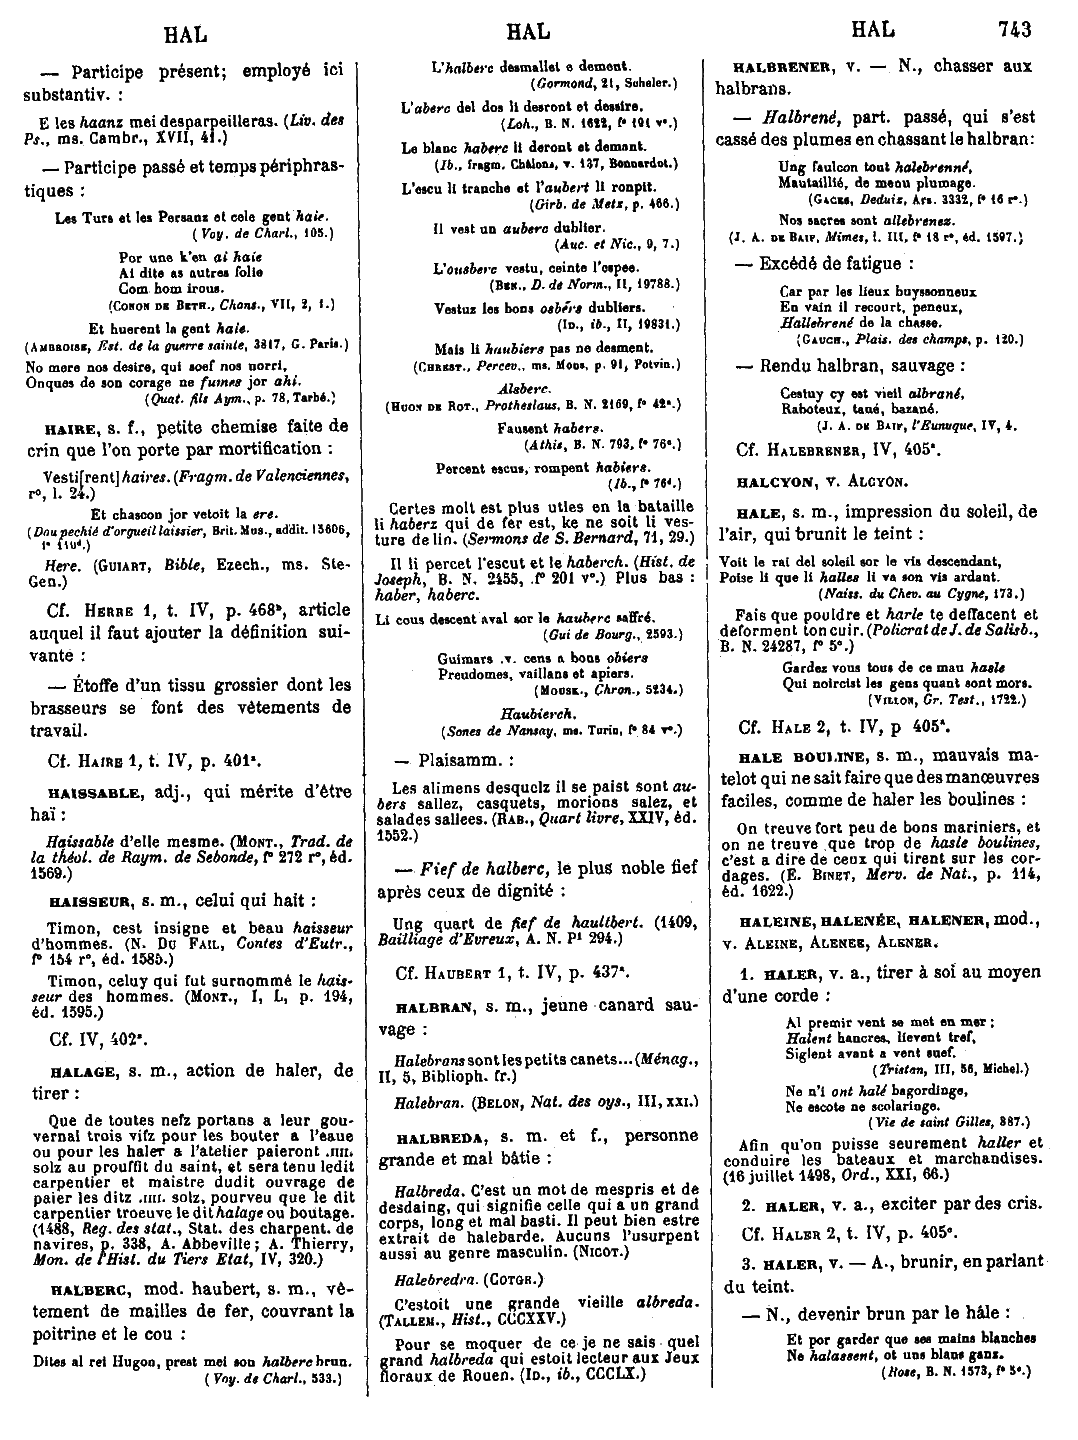 HAL
HAL
HAL 743
— Participe présent; employé ici
substantiv. :
E les haanz mei desparpeilleras. (Liv. des
Ps., ms. Cambr., XVII, 41.)
— Participe passé et temps périphras-
tiques :
Les Turs et les Persanz et cele gent haie.
(Voy. de Charl., 105.)
Por une k'en ai haie
Ai dite as autres folie
Com hom irous.
(CONON DE BETH., Chans., VII, 2, 1.)
Et huerent la gent haie.
(AMBROISE, Est. de la guerre sainte, 3817, G. Paris.)
No mere nos desire, qui soef nos norri,
Onques de son corage ne fumes jor ahi.
(Quat. fils Aym., p. 78, Tarbé.)
HAIRE, s. f., petite chemise faite de
crin que l'on porte par mortification :
Vesti[rent] haires. (Fragm. de Valenciennes,
r°, l. 24.)
Et chascon jor vetoit la ere.
(Dou pechié d'orgueil laissier, Brit. Mus., addit. 15606,
f° 110ᵈ.)
Here. (GUIART, Bible, Ezech., ms. Ste-
Gen.)
Cf. HERRE 1, t. IV, p. 468ᵇ, article
auquel il faut ajouter la définition sui-
vante :
— Étoffe d'un tissu grossier dont les
brasseurs se font des vêtements de
travail.
Cf. HAIRE 1, t. IV, p. 401ᵃ.
HAISSABLE, adj., qui mérite d'être
haï :
Haissable d'elle mesme. (MONT., Trad. de
la théol. de Raym. de Sebonde, f° 272 r°, éd.
1569.)
HAISSEUR, s. m., celui qui hait :
Timon, cest insigne et beau haisseur
d'hommes. (N. DU FAIL, Contes d'Eutr.,
f° 154 r°, éd. 1585.)
Timon, celuy qui fut surnommé le hais-
seur des hommes. (MONT., I, L, p. 194,
éd. 1595.)
Cf. IV, 402ᵃ.
HALAGE, s. m., action de haler, de
tirer :
Que de toutes nefz portans a leur gou-
vernal trois vifz pour les bouter a l'eaue
ou pour les haler a l'atelier paieront .IIII.
solz au prouffit du saint, et sera tenu ledit
carpentier et maistre dudit ouvrage de
paier les ditz .IIII. solz, pourveu que le dit
carpentier troeuve le dit halage ou boutage.
(1488, Reg. des stat., Stat. des charpent. de
navires, p. 338, A. Abbeville; A. Thierry,
Mon. de l'Hist. du Tiers Etat, IV, 320.)
HALBERC, mod. haubert, s. m., vê-
tement de mailles de fer, couvrant la
poitrine et le cou :
Dites al rei Hugon, prest mei son halberc brun.
(Voy. de Charl., 533.)
L'halberc desmallet e dement.
(Gormond, 21, Scheler.)
L'aberc del dos li desront et dessire.
(Loh., B. N. 1622, f° 191 v°.)
Le blanc haberc li deront et demant.
(Ib., fragm. Châlons, v. 137, Bonnardot.)
L'escu li tranche et l'aubert li ronpit.
(Girb. de Metz, p. 466.)
Il vest un auberc dublier.
(Auc. et Nic., 9, 7.)
L'ousberc vestu, ceinte l'espee.
(BEN., D. de Norm., II, 19788.)
Vestuz les bons osbérs dubliers.
(ID., ib., II, 19831.)
Mais li haubiers pas ne desment.
(CHREST., Percev., ms. Mons, p. 91, Potvin.)
Alsberc.
(HUON DE ROT., Protheslaus, B. N. 2169, f° 42ᵃ.)
Fausent habers.
(Athis, B. N. 793, f° 76ᵃ.)
Percent escus, rompent habiers.
(Ib., f° 76ᵈ.)
Certes molt est plus utles en la bataille
li haberz qui de fer est, ke ne soit li ves-
ture de lin. (Sermons de S. Bernard, 71, 29.)
Il li percet l'escut et le haberch. (Hist. de
Joseph, B. N. 2455, f° 201 v°.) Plus bas :
haber, haberc.
Li cous descent aval sor le hauberc saffré.
(Gui de Bourg., 2593.)
Guimars .v. cens a bons obiers
Preudomes, vaillans et apiers.
(MOUSK., Chron., 5234.)
Haubierch.
(Sones de Nansay, ms. Turin, f° 84 v°.)
— Plaisamm. :
Les alimens desquelz il se paist sont au-
bers sallez, casquets, morions salez, et
salades sallees. (RAB., Quart livre, XXIV, éd.
1552.)
— Fief de halberc, le plus noble fief
après ceux de dignité :
Ung quart de fief de haultbert. (1409,
Bailliage d'Evreux, A. N. P¹ 294.)
Cf. HAUBERT 1, t. IV, p. 437ᵃ.
HALBRAN, s. m., jeune canard sau-
vage :
Halebrans sont les petits canets... (Ménag.,
II, 5, Biblioph. fr.)
Halebran. (BELON, Nat. des oys., III, XXI.)
HALBREDA, s. m. et f., personne
grande et mal bâtie :
Halbreda. C'est un mot de mespris et de
desdaing, qui signifie celle qui a un grand
corps, long et mal basti. Il peut bien estre
extrait de halebarde. Aucuns l'usurpent
aussi au genre masculin. (NICOT.)
Halebredra. (COTGR.)
C'estoit une grande vieille albreda.
(TALLEM., Hist., CCCXXV.)
Pour se moquer de ce je ne sais quel
grand halbreda qui estoit lecteur aux Jeux
floraux de Rouen. (ID., ib., CCCLX.)
HALBRENER, v. — N., chasser aux
halbrans.
— Halbrené, part. passé, qui s'est
cassé des plumes en chassant le halbran :
Ung faulcon tout halebrenné,
Mautaillié, de menu plumage.
(GACES, Deduiz, Ars. 3332, f° 16 r°.)
Nos sacres sont allebrenez.
(J. A. DE BAIF, Mimes, l. III, f° 18 r°, éd. 1597.)
— Excédé de fatigue :
Car par les lieux buyssonneux
En vain il recourt, peneux,
Hallebrené de la chasse.
(GAUCH., Plais. des champs, p. 120.)
— Rendu halbran, sauvage :
Cestuy cy est vieil albrané,
Raboteux, tané, bazané.
(J. A. DE BAIF, l'Eunuque, IV, 4.
Cf. HALEBRENER, IV, 405ᵃ.
HALCYON, v. ALCYON.
HALE, s. m., impression du soleil, de
l'air, qui brunit le teint :
Voit le rai del soleil sor le vis descendant,
Poise li que li halles li va son vis ardant.
(Naiss. du Chev. au Cygne, 173.)
Fais que pouldre et harle te deffacent et
deforment ton cuir. (Policrat de J. de Salisb.,
B. N. 24287, f° 5ᵃ.)
Gardez vous tous de ce mau hasle
Qui noircist les gens quant sont mors.
(VILLON, Gr. Test., 1722.)
Cf. HALE 2, t. IV, p 405ᵃ.
HALE BOULINE, s. m., mauvais ma-
telot qui ne sait faire que des manœuvres
faciles, comme de haler les boulines :
On treuve fort peu de bons mariniers, et
on ne treuve que trop de hasle boulines,
c'est a dire de ceux qui tirent sur les cor-
dages. (E. BINET, Merv. de Nat., p. 114,
éd. 1622.)
HALEINE, HALENÉE, HALENER, mod.,
v. ALEINE, ALENEE, ALENER.
1. HALER, v. a., tirer à soi au moyen
d'une corde :
Al premir vent se met en mer ;
Halent hancres, lievent tref,
Siglent avant a vent suef.
(Tristan, III, 56, Michel.)
Ne n'i ont halé bagordinge,
Ne escote ne scolaringe.
(Vie de saint Gilles, 887.)
Afin qu'on puisse seurement haller et
conduire les bateaux et marchandises.
(16 juillet 1498, Ord., XXI, 66.)
2. HALER, v. a., exciter par des cris.
Cf. HALER 2, t. IV, p. 405ᶜ.
3. HALER, v. — A., brunir, en parlant
du teint.
— N., devenir brun par le hâle :
Et por garder que ses mains blanches
Ne halassent, ot uns blans ganz.
(Rose, B. N. 1573, f° 5ᵃ.)